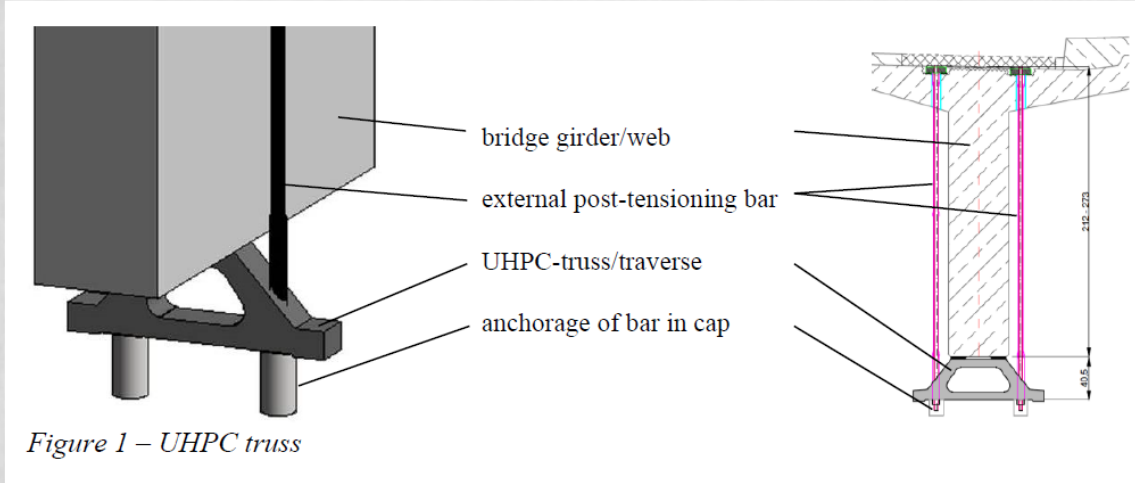 bridge girder/web
external post-tensioning bar
UHPC-truss/traverse
anchorage of bar in cap
212 - 273
40.5
Figure 1 – UHPC truss